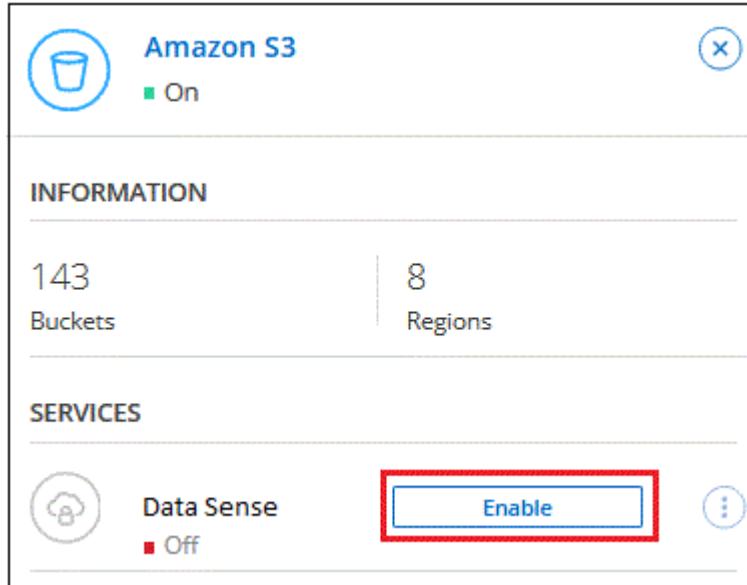 Amazon S3
On
INFORMATION
143 8
Buckets Regions
SERVICES
Data Sense Enable
Off